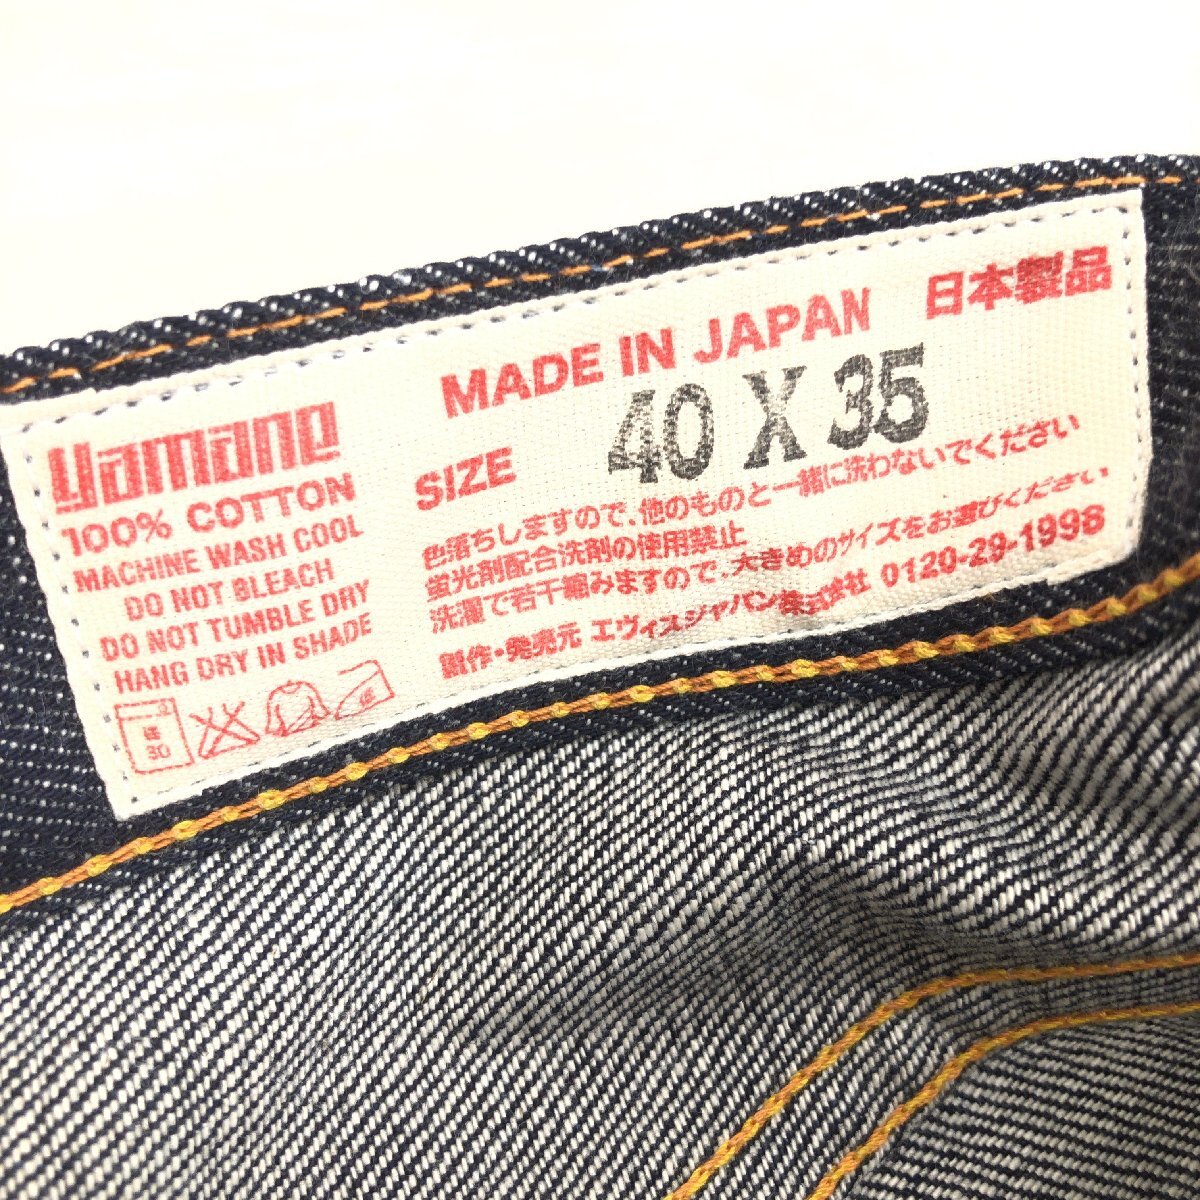 yamane
100% COTTON
MACHINE WASH COOL
DO NOT BLEACH
DO NOT TUMBLE DRY
HANG DRY IN SHADE
30
MADE IN JAPAN 日本製品
SIZE 40 X 35
色落ちしますので、他のものと一緒に洗わないでください
蛍光剤配合洗剤の使用禁止
洗濯で若干縮みますので、大きめのサイズをお選びください
製作・発売元 エヴィスジャパン株式会社 0120-29-1998